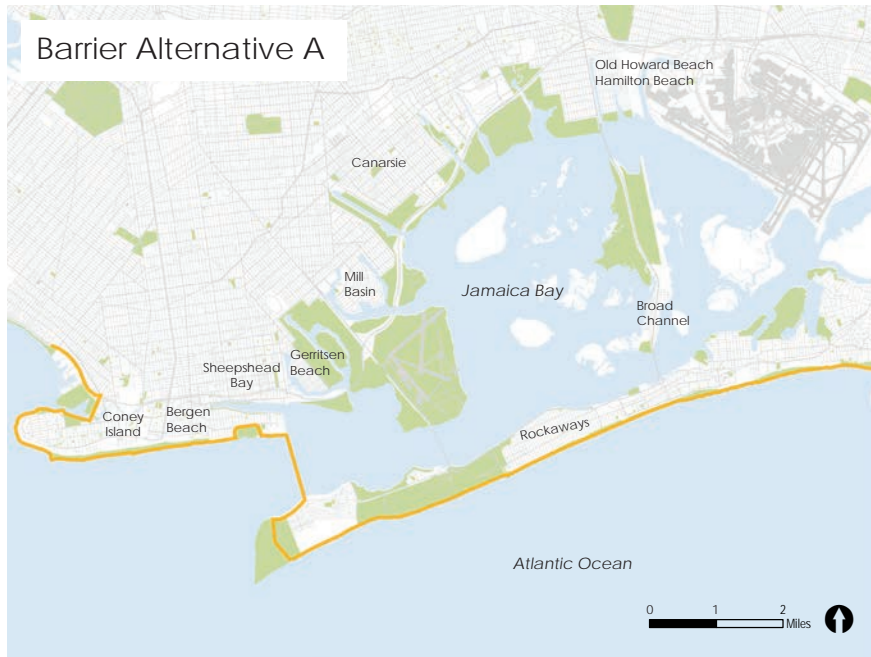 Barrier Alternative A
Old Howard Beach
Hamilton Beach
Canarsie
Mill
Basin
Jamaica Bay
Broad
Channel
Gerritsen
Beach
Sheepshead
Bay
Coney
Island
Bergen
Beach
Rockaways
Atlantic Ocean
0 1 2
Miles